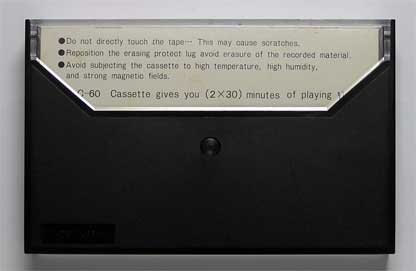 ●Do not directly touch the tape··· This may cause scratches.
●Reposition the erasing protect lug avoid erasure of the recorded material.
●Avoid subjecting the cassette to high temperature, high humidity,
and strong magnetic fields.
C-60 Cassette gives you (2×30) minutes of playing